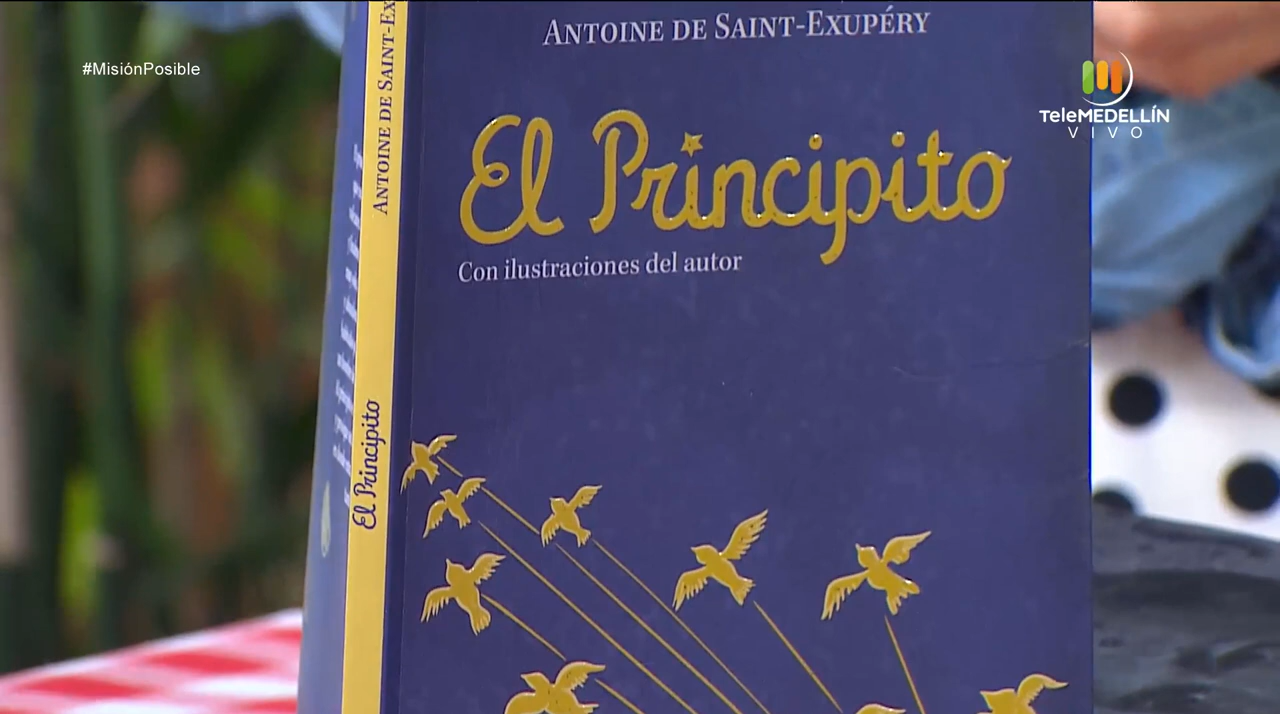 #MisiónPosible
TeleMEDELLÍN
VIVO
ANTOINE DE SAINT-EXUPÉRY
El Principito
Con ilustraciones del autor
ANTOINE DE SAINT-EX
El Principito